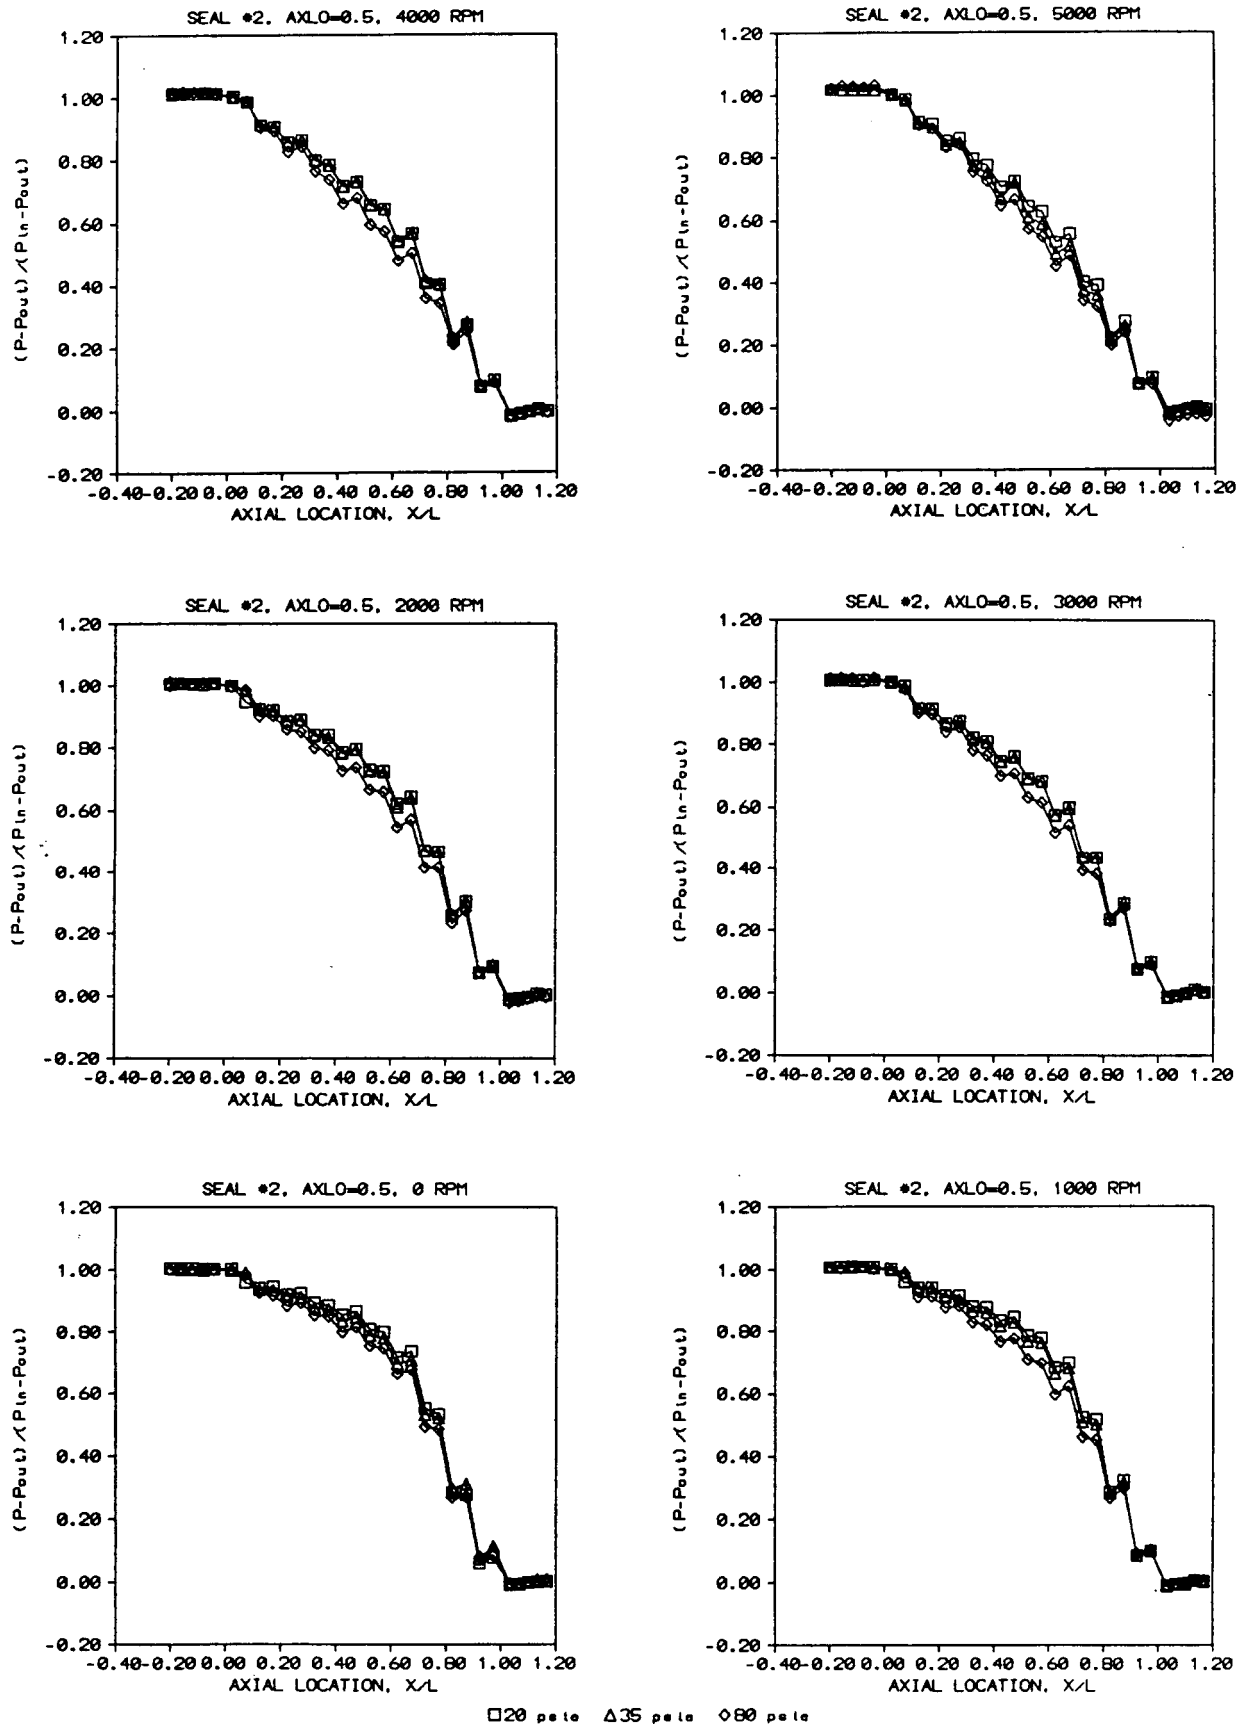 SEAL #2, AXLO=0.5, 4000 RPM
1.20
1.00
0.80
0.60
0.40
0.20
0.00
-0.20
(P-Pout)/(Pin-Pout)
-0.40-0.20 0.00 0.20 0.40 0.60 0.80 1.00 1.20
AXIAL LOCATION, X/L
SEAL #2, AXLO=0.5, 5000 RPM
1.20
1.00
0.80
0.60
0.40
0.20
0.00
-0.20
(P-Pout)/(Pin-Pout)
-0.40-0.20 0.00 0.20 0.40 0.60 0.80 1.00 1.20
AXIAL LOCATION, X/L
SEAL #2, AXLO=0.5, 2000 RPM
1.20
1.00
0.80
0.60
0.40
0.20
0.00
-0.20
(P-Pout)/(Pin-Pout)
-0.40-0.20 0.00 0.20 0.40 0.60 0.80 1.00 1.20
AXIAL LOCATION, X/L
SEAL #2, AXLO=0.5, 3000 RPM
1.20
1.00
0.80
0.60
0.40
0.20
0.00
-0.20
(P-Pout)/(Pin-Pout)
-0.40-0.20 0.00 0.20 0.40 0.60 0.80 1.00 1.20
AXIAL LOCATION, X/L
SEAL #2, AXLO=0.5, 0 RPM
1.20
1.00
0.80
0.60
0.40
0.20
0.00
-0.20
(P-Pout)/(Pin-Pout)
-0.40-0.20 0.00 0.20 0.40 0.60 0.80 1.00 1.20
AXIAL LOCATION, X/L
SEAL #2, AXLO=0.5, 1000 RPM
1.20
1.00
0.80
0.60
0.40
0.20
0.00
-0.20
(P-Pout)/(Pin-Pout)
-0.40-0.20 0.00 0.20 0.40 0.60 0.80 1.00 1.20
AXIAL LOCATION, X/L
□20 psia △35 psia ◇80 psia